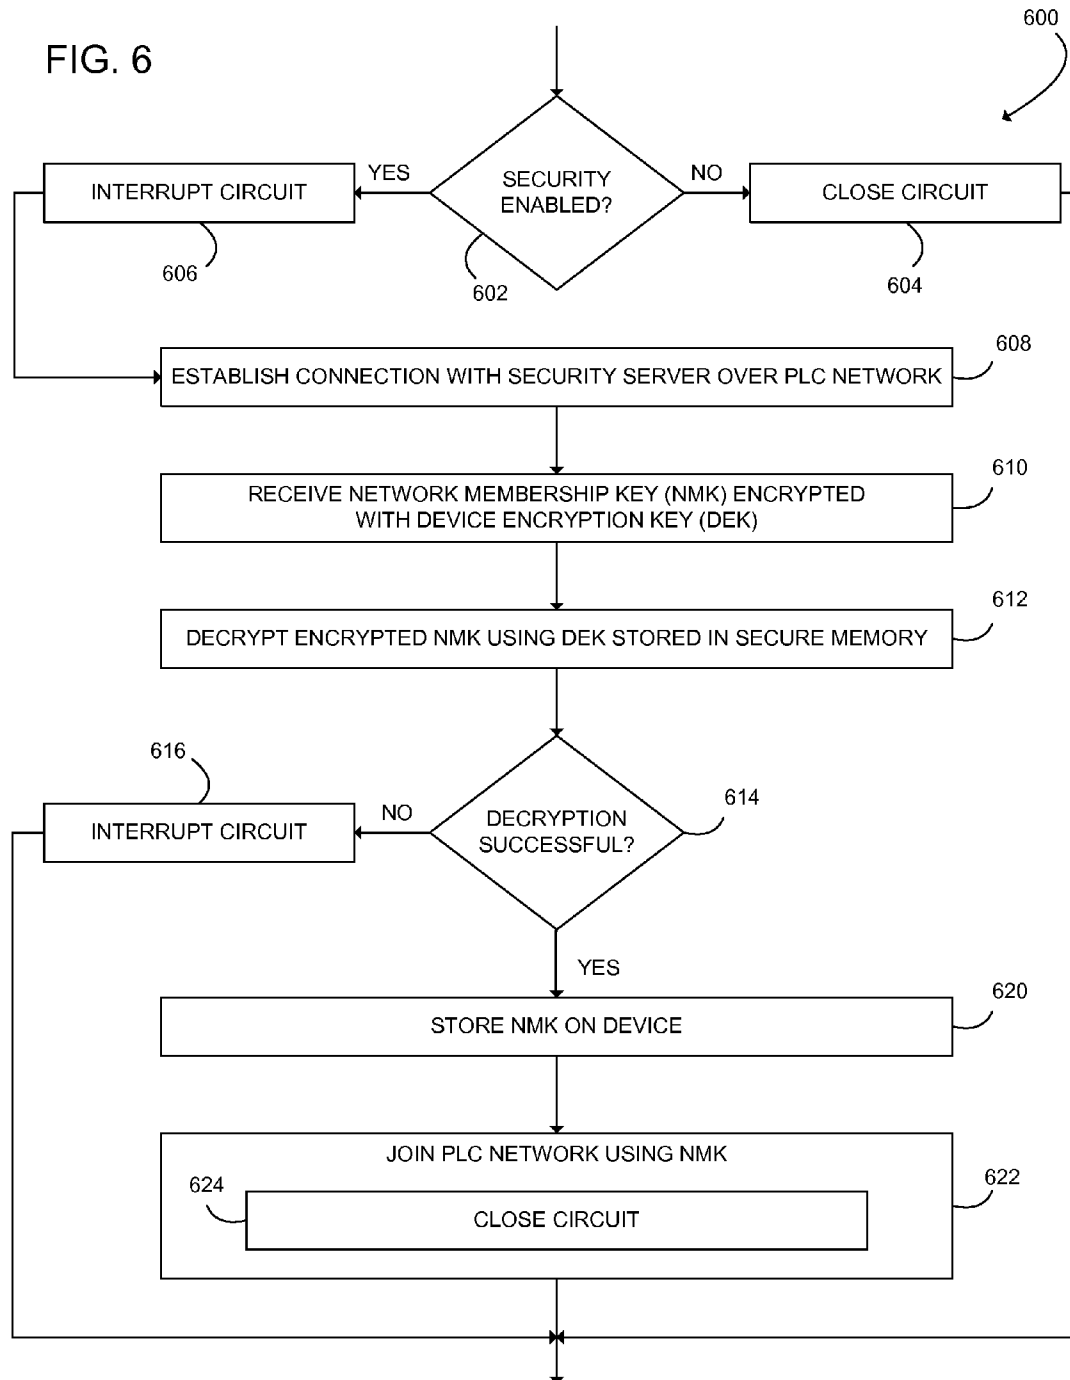 600
FIG. 6
YES
NO
INTERRUPT CIRCUIT
SECURITY
ENABLED?
CLOSE CIRCUIT
606
602
604
608
ESTABLISH CONNECTION WITH SECURITY SERVER OVER PLC NETWORK
610
RECEIVE NETWORK MEMBERSHIP KEY (NMK) ENCRYPTED
WITH DEVICE ENCRYPTION KEY (DEK)
612
DECRYPT ENCRYPTED NMK USING DEK STORED IN SECURE MEMORY
616
614
NO
INTERRUPT CIRCUIT
DECRYPTION
SUCCESSFUL?
YES
620
STORE NMK ON DEVICE
JOIN PLC NETWORK USING NMK
622
624
CLOSE CIRCUIT